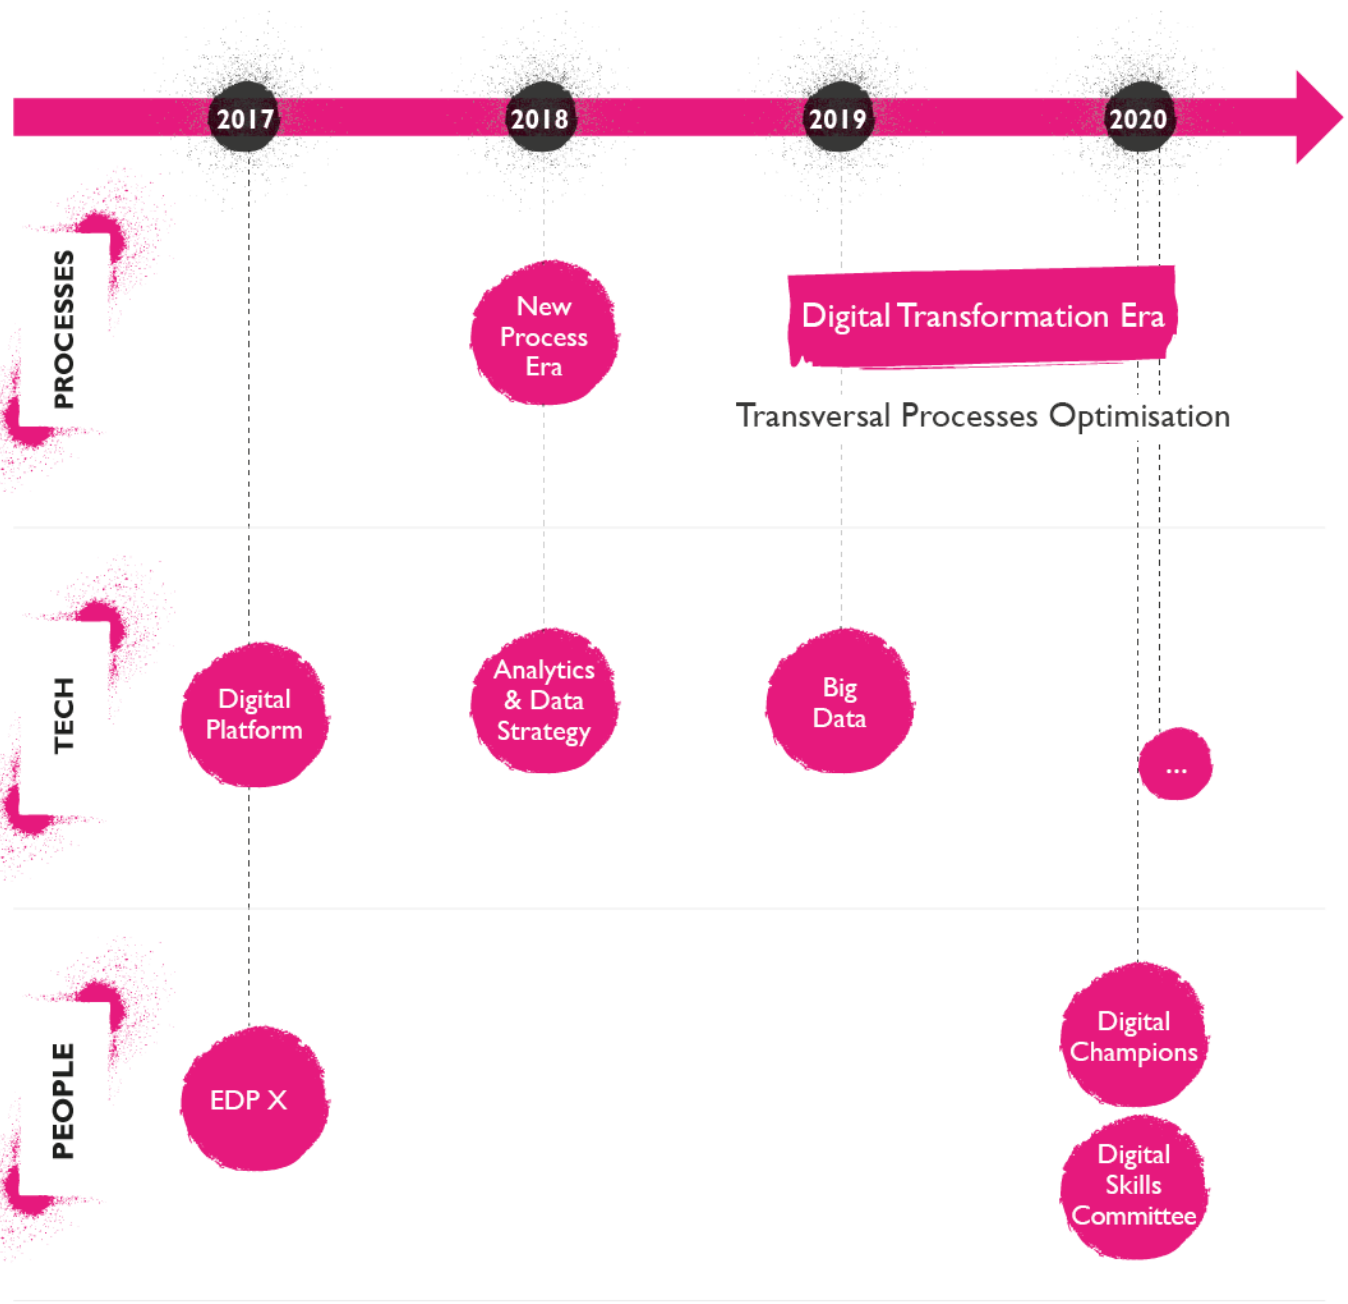 2017
2018
2019
2020
PROCESSES
New
Process
Era
Digital Transformation Era
Transversal Processes Optimisation
TECH
Digital
Platform
Analytics
& Data
Strategy
Big
Data
...
PEOPLE
EDP X
Digital
Champions
Digital
Skills
Committee